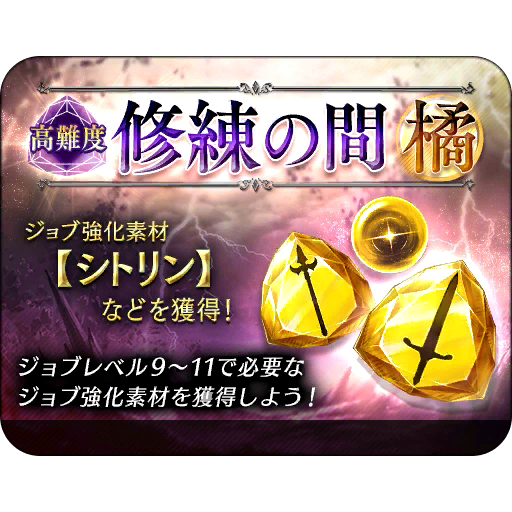 高難度 修練の間 橘
ジョブ強化素材
【シトリン】
などを獲得!
ジョブレベル9~11で必要な
ジョブ強化素材を獲得しよう!